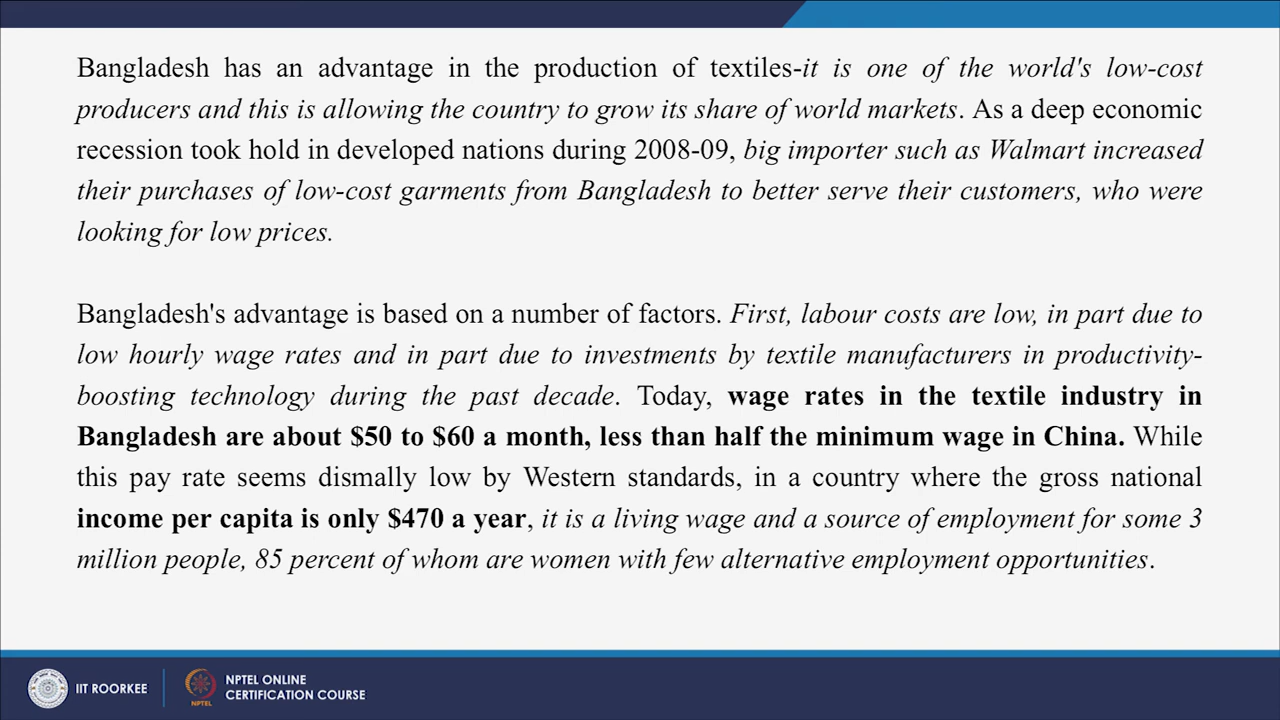 Bangladesh has an advantage in the production of textiles-it is one of the world's low-cost
producers and this is allowing the country to grow its share of world markets. As a deep economic
recession took hold in developed nations during 2008-09, big importer such as Walmart increased
their purchases of low-cost garments from Bangladesh to better serve their customers, who were
looking for low prices.
Bangladesh's advantage is based on a number of factors. First, labour costs are low, in part due to
low hourly wage rates and in part due to investments by textile manufacturers in productivity-
boosting technology during the past decade. Today, wage rates in the textile industry in
Bangladesh are about $50 to $60 a month, less than half the minimum wage in China. While
this pay rate seems dismally low by Western standards, in a country where the gross national
income per capita is only $470 a year, it is a living wage and a source of employment for some 3
million people, 85 percent of whom are women with few alternative employment opportunities.
IIT ROORKEE
NPTEL
NPTEL ONLINE
CERTIFICATION COURSE